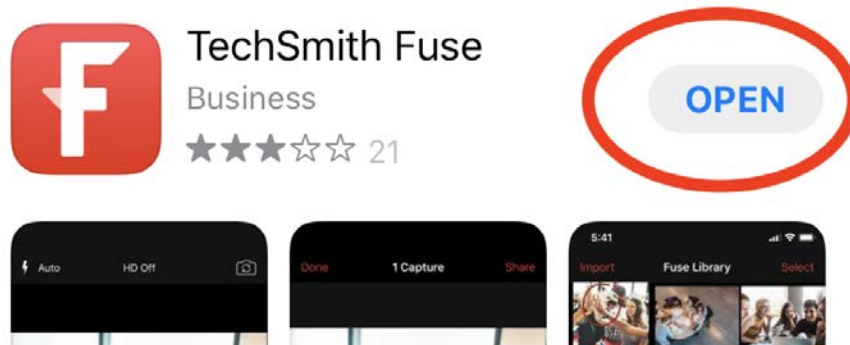 TechSmith Fuse
Business
OPEN
21
Auto
HD Off
Done
1 Capture
Share
5:41
Import
Fuse Library
Select